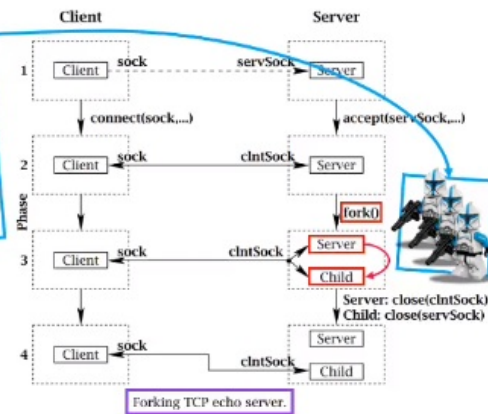 Client Server
1 Client sock servSock Server
connect(sock,...) accept(servSock,...)
2 Client sock clntSock Server
fork()
Phase
3 Client sock clntSock Server
Child
Server: close(clntSock)
Child: close(servSock)
4 Client sock Server
clntSock Child
Forking TCP echo server.